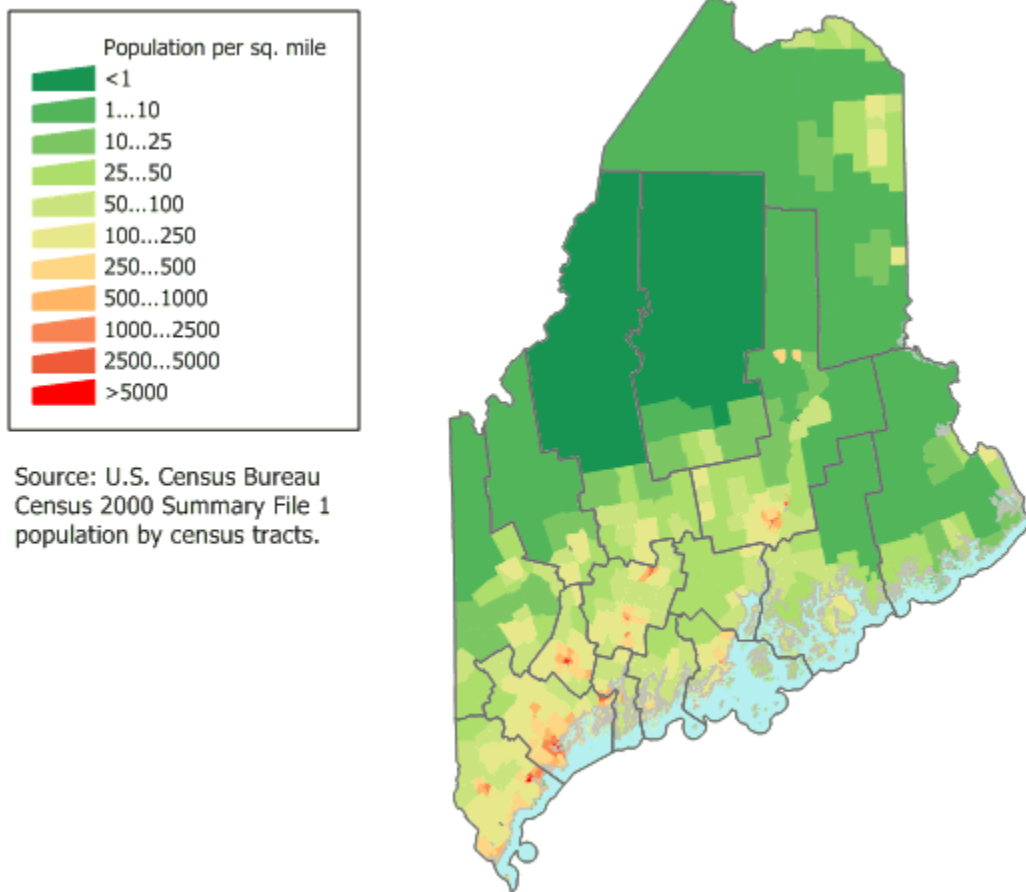 Population per sq. mile
<1
1...10
10...25
25...50
50...100
100...250
250...500
500...1000
1000...2500
2500...5000
>5000
Source: U.S. Census Bureau
Census 2000 Summary File 1
population by census tracts.